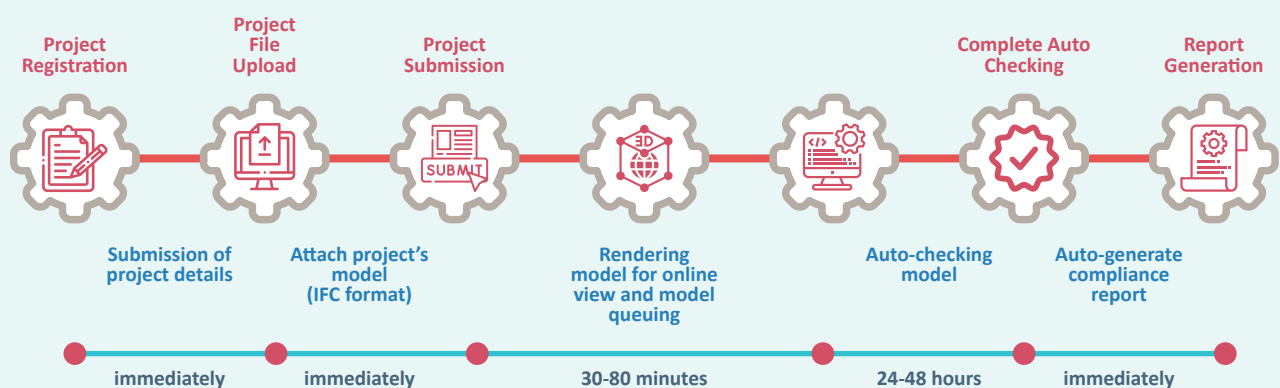 Project
Registration
Project
File
Upload
Project
Submission
Complete Auto
Checking
Report
Generation
SUBMIT
3D
</>
Submission of
project details
Attach project's
model
(IFC format)
Rendering
model for online
view and model
queuing
Auto-checking
model
Auto-generate
compliance
report
immediately
immediately
30-80 minutes
24-48 hours
immediately